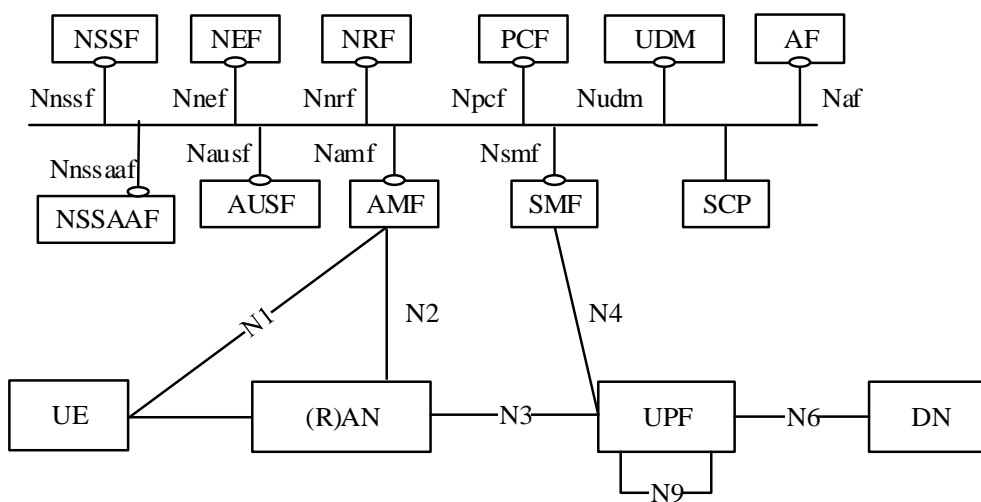 NSSF NEF NRF PCF UDM AF
Nnssf Nnef Nnrf Npcf Nudm Naf
Nnssaaf Nausf Namf Nsmf
NSSAAF AUSF AMF SMF SCP
N1 N2 N4
UE (R)AN N3 UPF N6 DN
N9